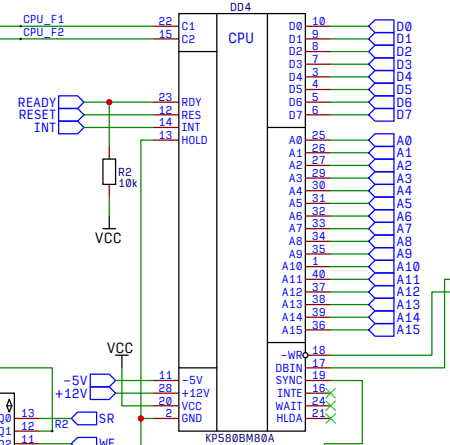 DD4
CPU_F1 22 C1 CPU D0 10 D0
CPU_F2 15 C2 D1 9 D1
D2 8 D2
D3 7 D3
D4 3 D4
D5 4 D5
READY 23 RDY D6 5 D6
RESET 12 RES D7 6 D7
INT 14 INT
13 HOLD A0 25 A0
A1 26 A1
A2 27 A2
R2 A3 29 A3
10k A4 30 A4
A5 31 A5
A6 32 A6
A7 33 A7
VCC A8 34 A8
A9 35 A9
A10 1 A10
A11 40 A11
A12 37 A12
A13 38 A13
A14 39 A14
A15 36 A15
VCC -WR 18
DBIN 17
-5V 11 -5V SYNC 19
+12V 28 +12V INTE 16
20 VCC WAIT 24
2 GND HLDA 21
Q0 13 R2 SR
Q1 12
Q2 11 WE
КР580ВМ80А